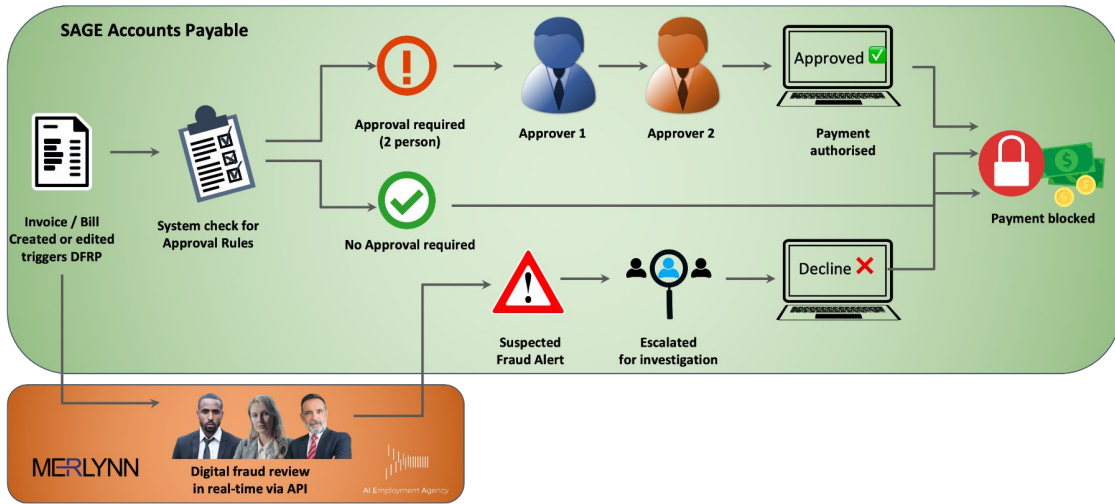 SAGE Accounts Payable
Approved
Approval required
(2 person)
Approver 1
Approver 2
Payment
authorised
Invoice / Bill
Created or edited
triggers DFRP
System check for
Approval Rules
No Approval required
Payment blocked
Decline
Suspected
Fraud Alert
Escalated
for investigation
MERLYNN
Digital fraud review
in real-time via API
AI Employment Agency